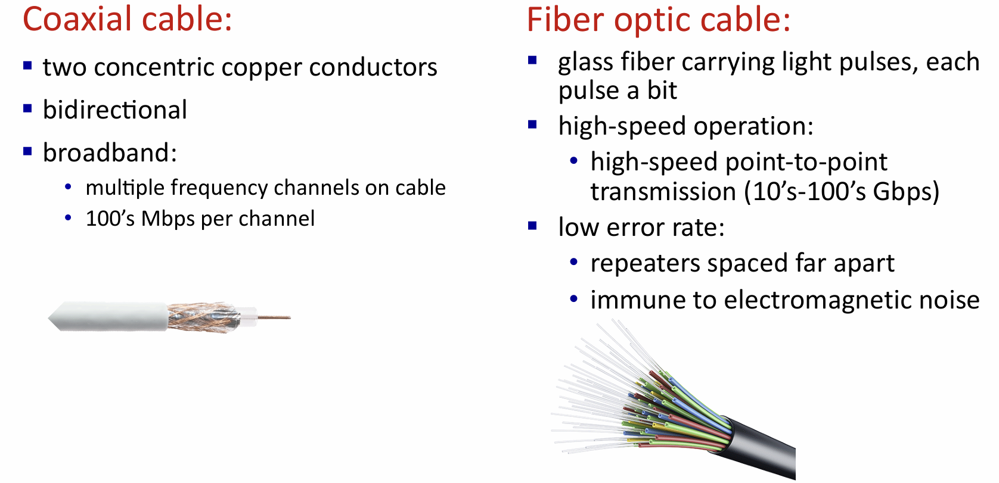 Coaxial cable:
▪ two concentric copper conductors
▪ bidirectional
▪ broadband:
• multiple frequency channels on cable
• 100’s Mbps per channel
Fiber optic cable:
▪ glass fiber carrying light pulses, each
pulse a bit
▪ high-speed operation:
• high-speed point-to-point
transmission (10’s-100’s Gbps)
▪ low error rate:
• repeaters spaced far apart
• immune to electromagnetic noise